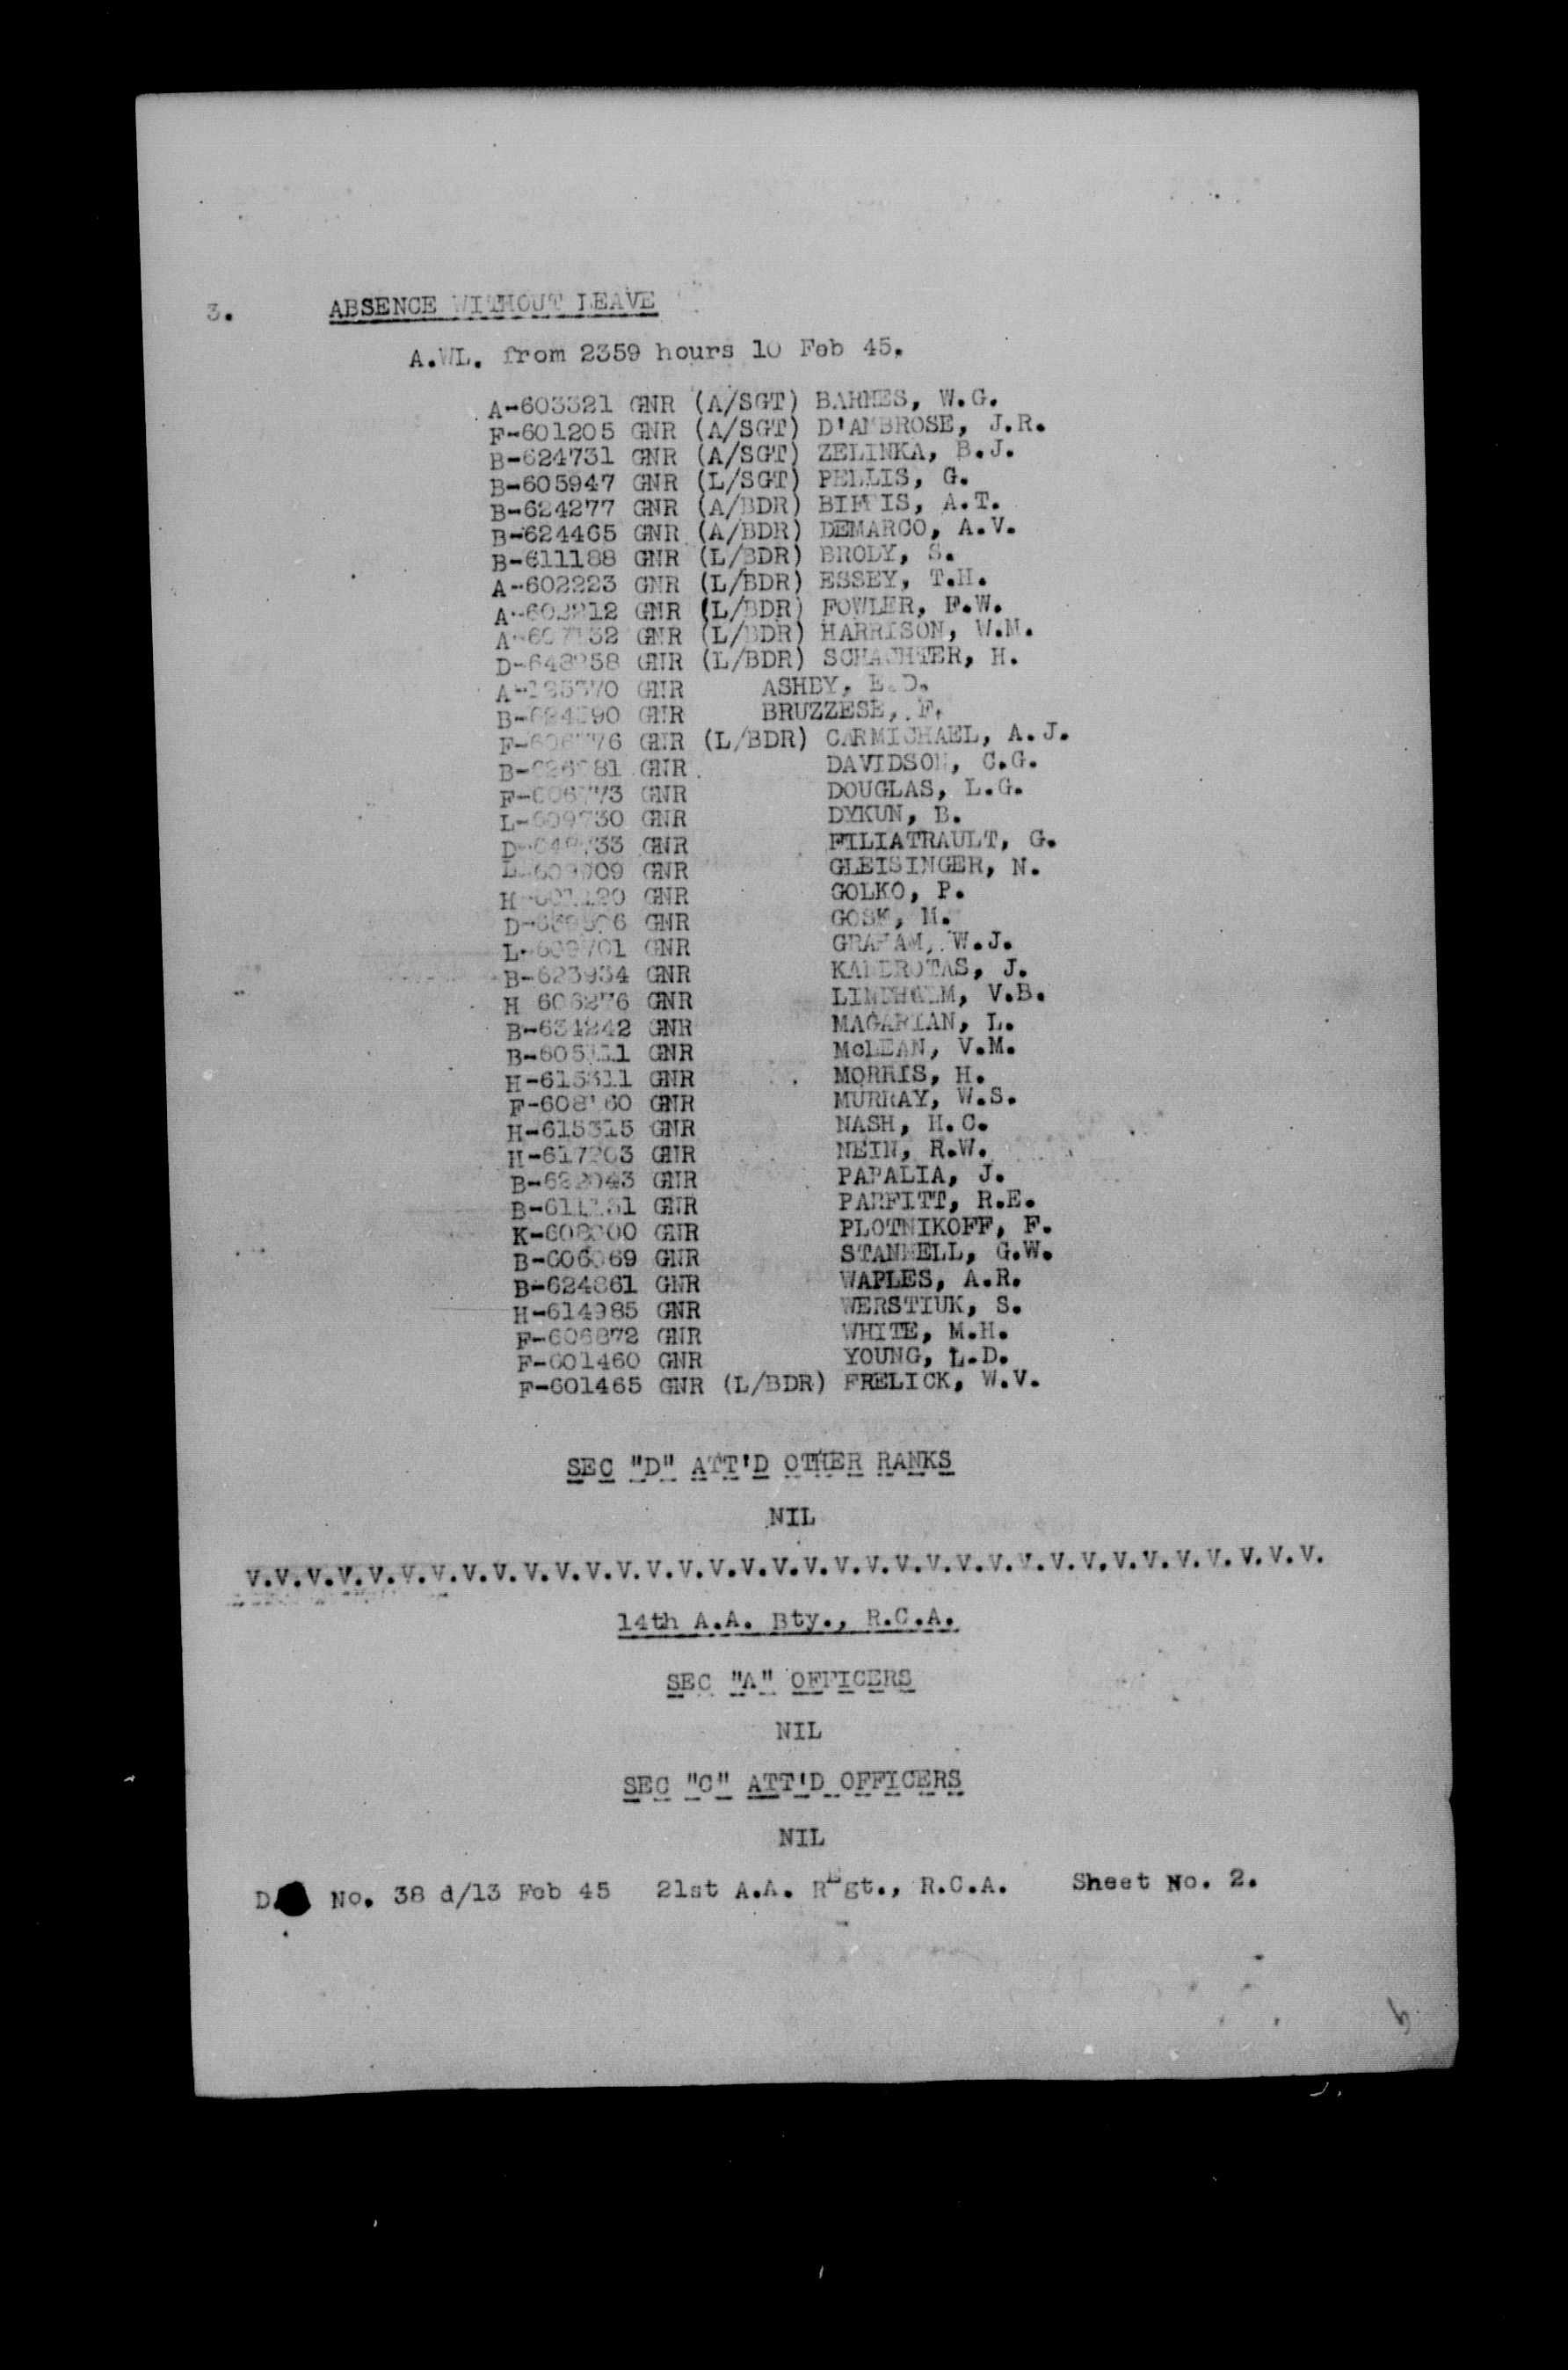 3. ABSENCE WITHOUT LEAVE
A.WL. from 2359 hours 10 Feb 45.
A-603321 GNR (A/SGT) BARNES, W.G.
F-601205 GNR (A/SGT) D'AMBROSE, J.R.
B-624731 GNR (A/SGT) ZELINKA, B.J.
B-605947 GNR (L/SGT) PELLIS, G.
B-624277 GNR (A/BDR) A.T.
B-624465 GNR (A/BDR) DEMARCO, A.V.
B-611188 GNR (L/BDR) BRODY, S.
A-602223 GNR (L/BDR) ESSEY, T.H.
GNR (L/BDR) FOWLER, F.W.
GNR (L/BDR) HARRISON, W.M.
GNR (L/BDR) SCHACHTER, H.
GNR ASHBY, E.D.
GNR BRUZZESE, F.
GNR (L/BDR) CARMICHAEL, A.J.
GNR DAVIDSON, C.G.
GNR DOUGLAS, L.G.
GNR DYKUN, B.
GNR FILIATRAULT, G.
GNR GLEISINGER, N.
GNR GOLKO, P.
GNR
GNR GRAHAM, W.J.
B-623934 GNR J.
H 606276 GNR LINDHOLM, V.B.
B-631242 GNR MAGARIAN, L.
GNR McLEAN, V.M.
H-615311 GNR MORRIS, H.
GNR MURRAY, W.S.
H-615315 GNR NASH, H.C.
H-617203 GNR NEIN, R.W.
GNR PAPALIA, J.
GNR PARFITT, R.E.
GNR PLOTNIKOFF, F.
B-606069 GNR STANNELL, G.W.
B-624861 GNR WAPLES, A.R.
H-614985 GNR WERSTIUK, S.
F-606872 GNR WHITE, M.H.
F-601460 GNR YOUNG, L.D.
F-601465 GNR (L/BDR) FRELICK, W.V.
SEC "D" ATT'D OTHER RANKS
NIL
V.V.V.V.V.V.V.V.V.V.V.V.V.V.V.V.V.V.V.V.V.V.V.V.V.V.V.V.V.V.V.V.V.V.V.
14th A.A. Bty., R.C.A.
SEC "A" OFFICERS
NIL
SEC "C" ATT'D OFFICERS
NIL
No. 38 d/13 Feb 45 21st A.A. REgt., R.C.A. Sheet No. 2.